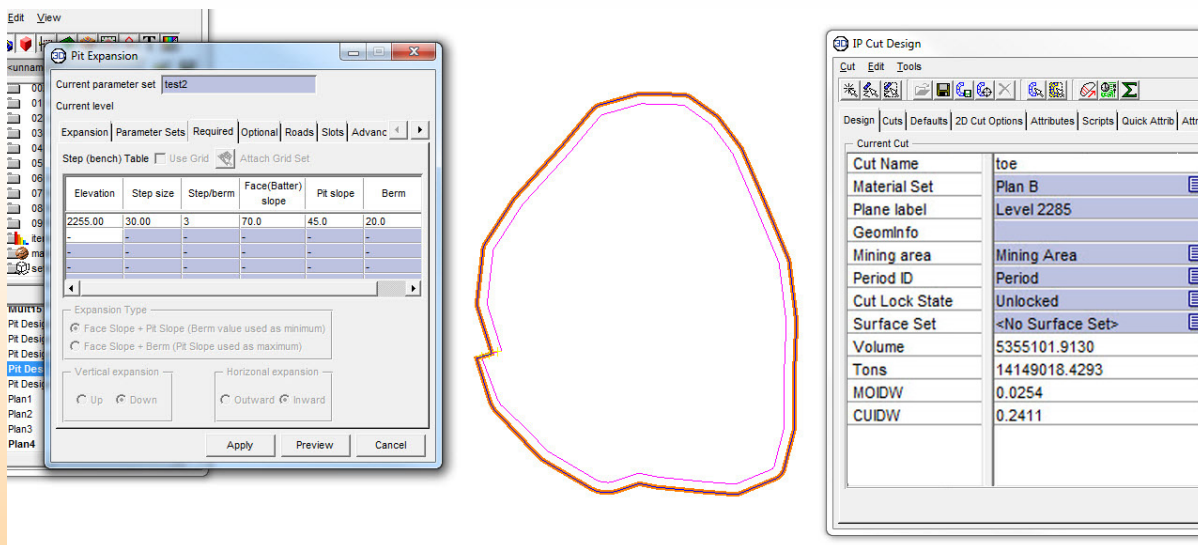 Edit View
Pit Expansion
Current parameter set test2
Current level
Expansion Parameter Sets Required Optional Roads Slots Advanc
Step (bench) Table Use Grid Attach Grid Set
Elevation Step size Step/berm Face(Batter) slope Pit slope Berm
2255.00 30.00 3 70.0 45.0 20.0
- - - - - -
- - - - - -
- - - - - -
Expansion Type
Face Slope + Pit Slope (Berm value used as minimum)
Face Slope + Berm (Pit Slope used as maximum)
Vertical expansion Horizonal expansion
Up Down Outward Inward
Apply Preview Cancel
<unnam
00
01
02
03
04
05
06
07
08
09
iter
ma
se
Mult15
Pit Desig
Pit Desig
Pit Desig
Pit Des
Pit Desig
Plan1
Plan2
Plan3
Plan4
IP Cut Design
Cut Edit Tools
Design Cuts Defaults 2D Cut Options Attributes Scripts Quick Attrib Attr
Current Cut
Cut Name toe
Material Set Plan B
Plane label Level 2285
GeomInfo
Mining area Mining Area
Period ID Period
Cut Lock State Unlocked
Surface Set <No Surface Set>
Volume 5355101.9130
Tons 14149018.4293
MOIDW 0.0254
CUIDW 0.2411